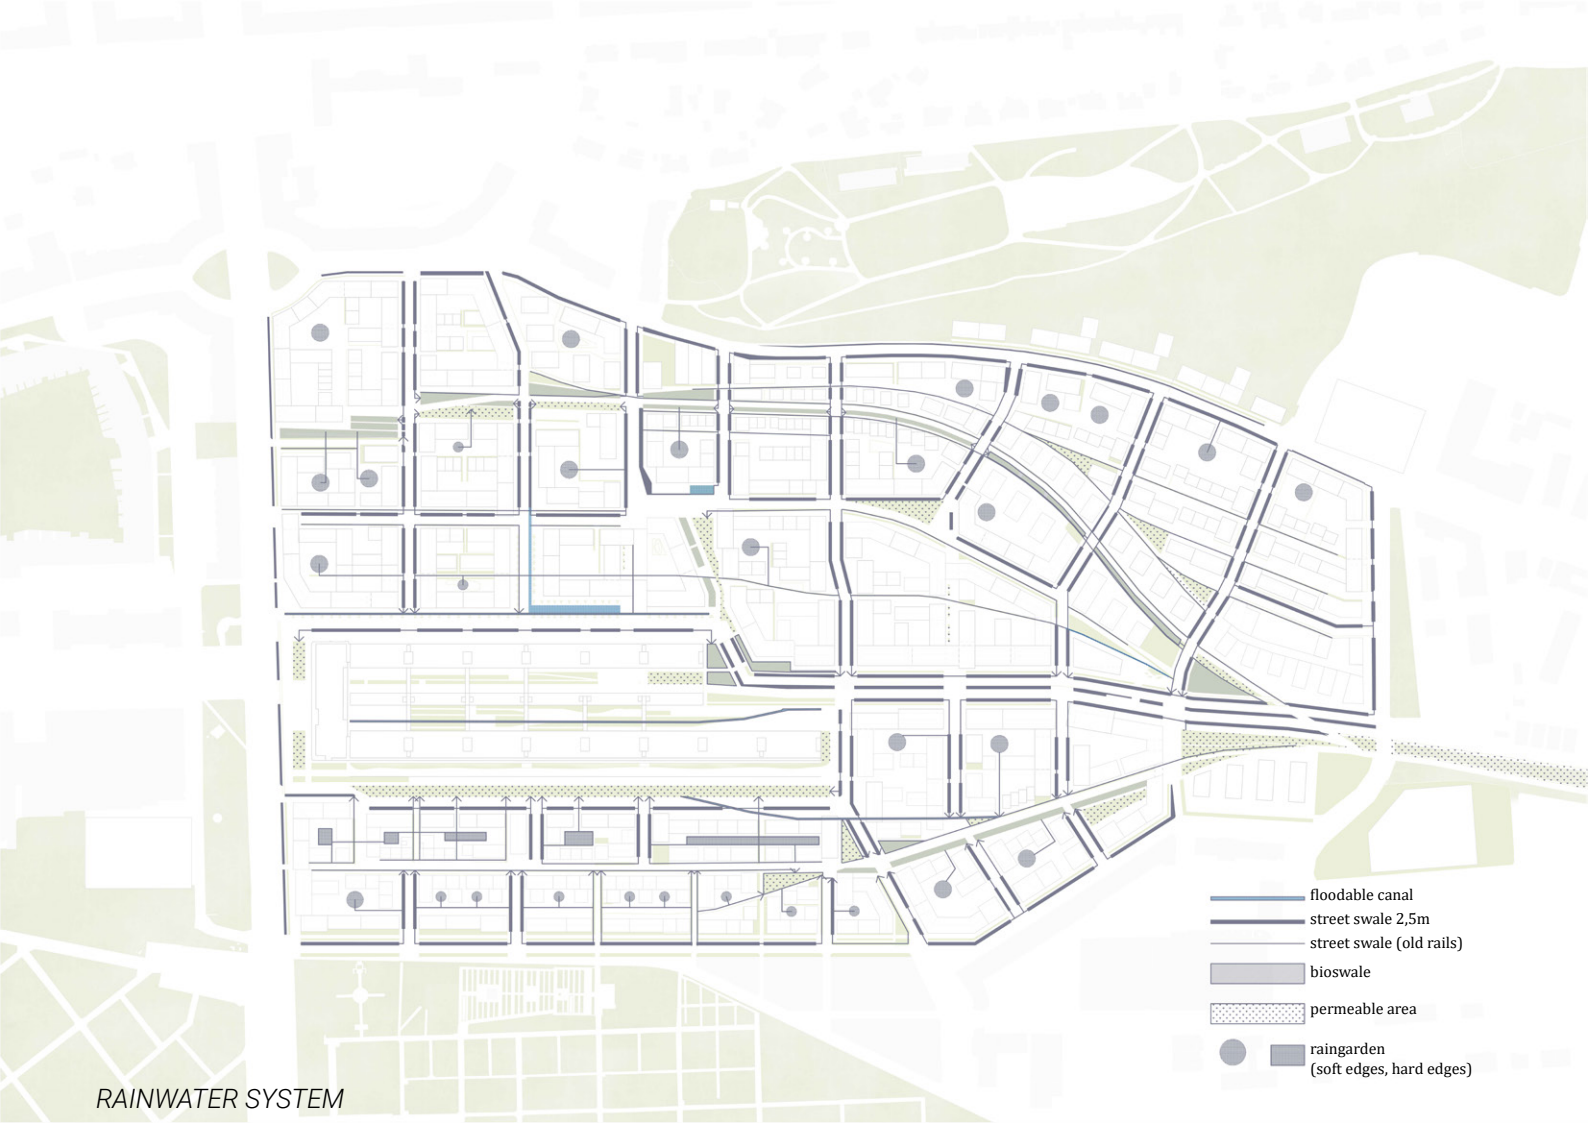 floodable canal
street swale 2,5m
street swale (old rails)
bioswale
permeable area
raingarden
(soft edges, hard edges)
RAINWATER SYSTEM